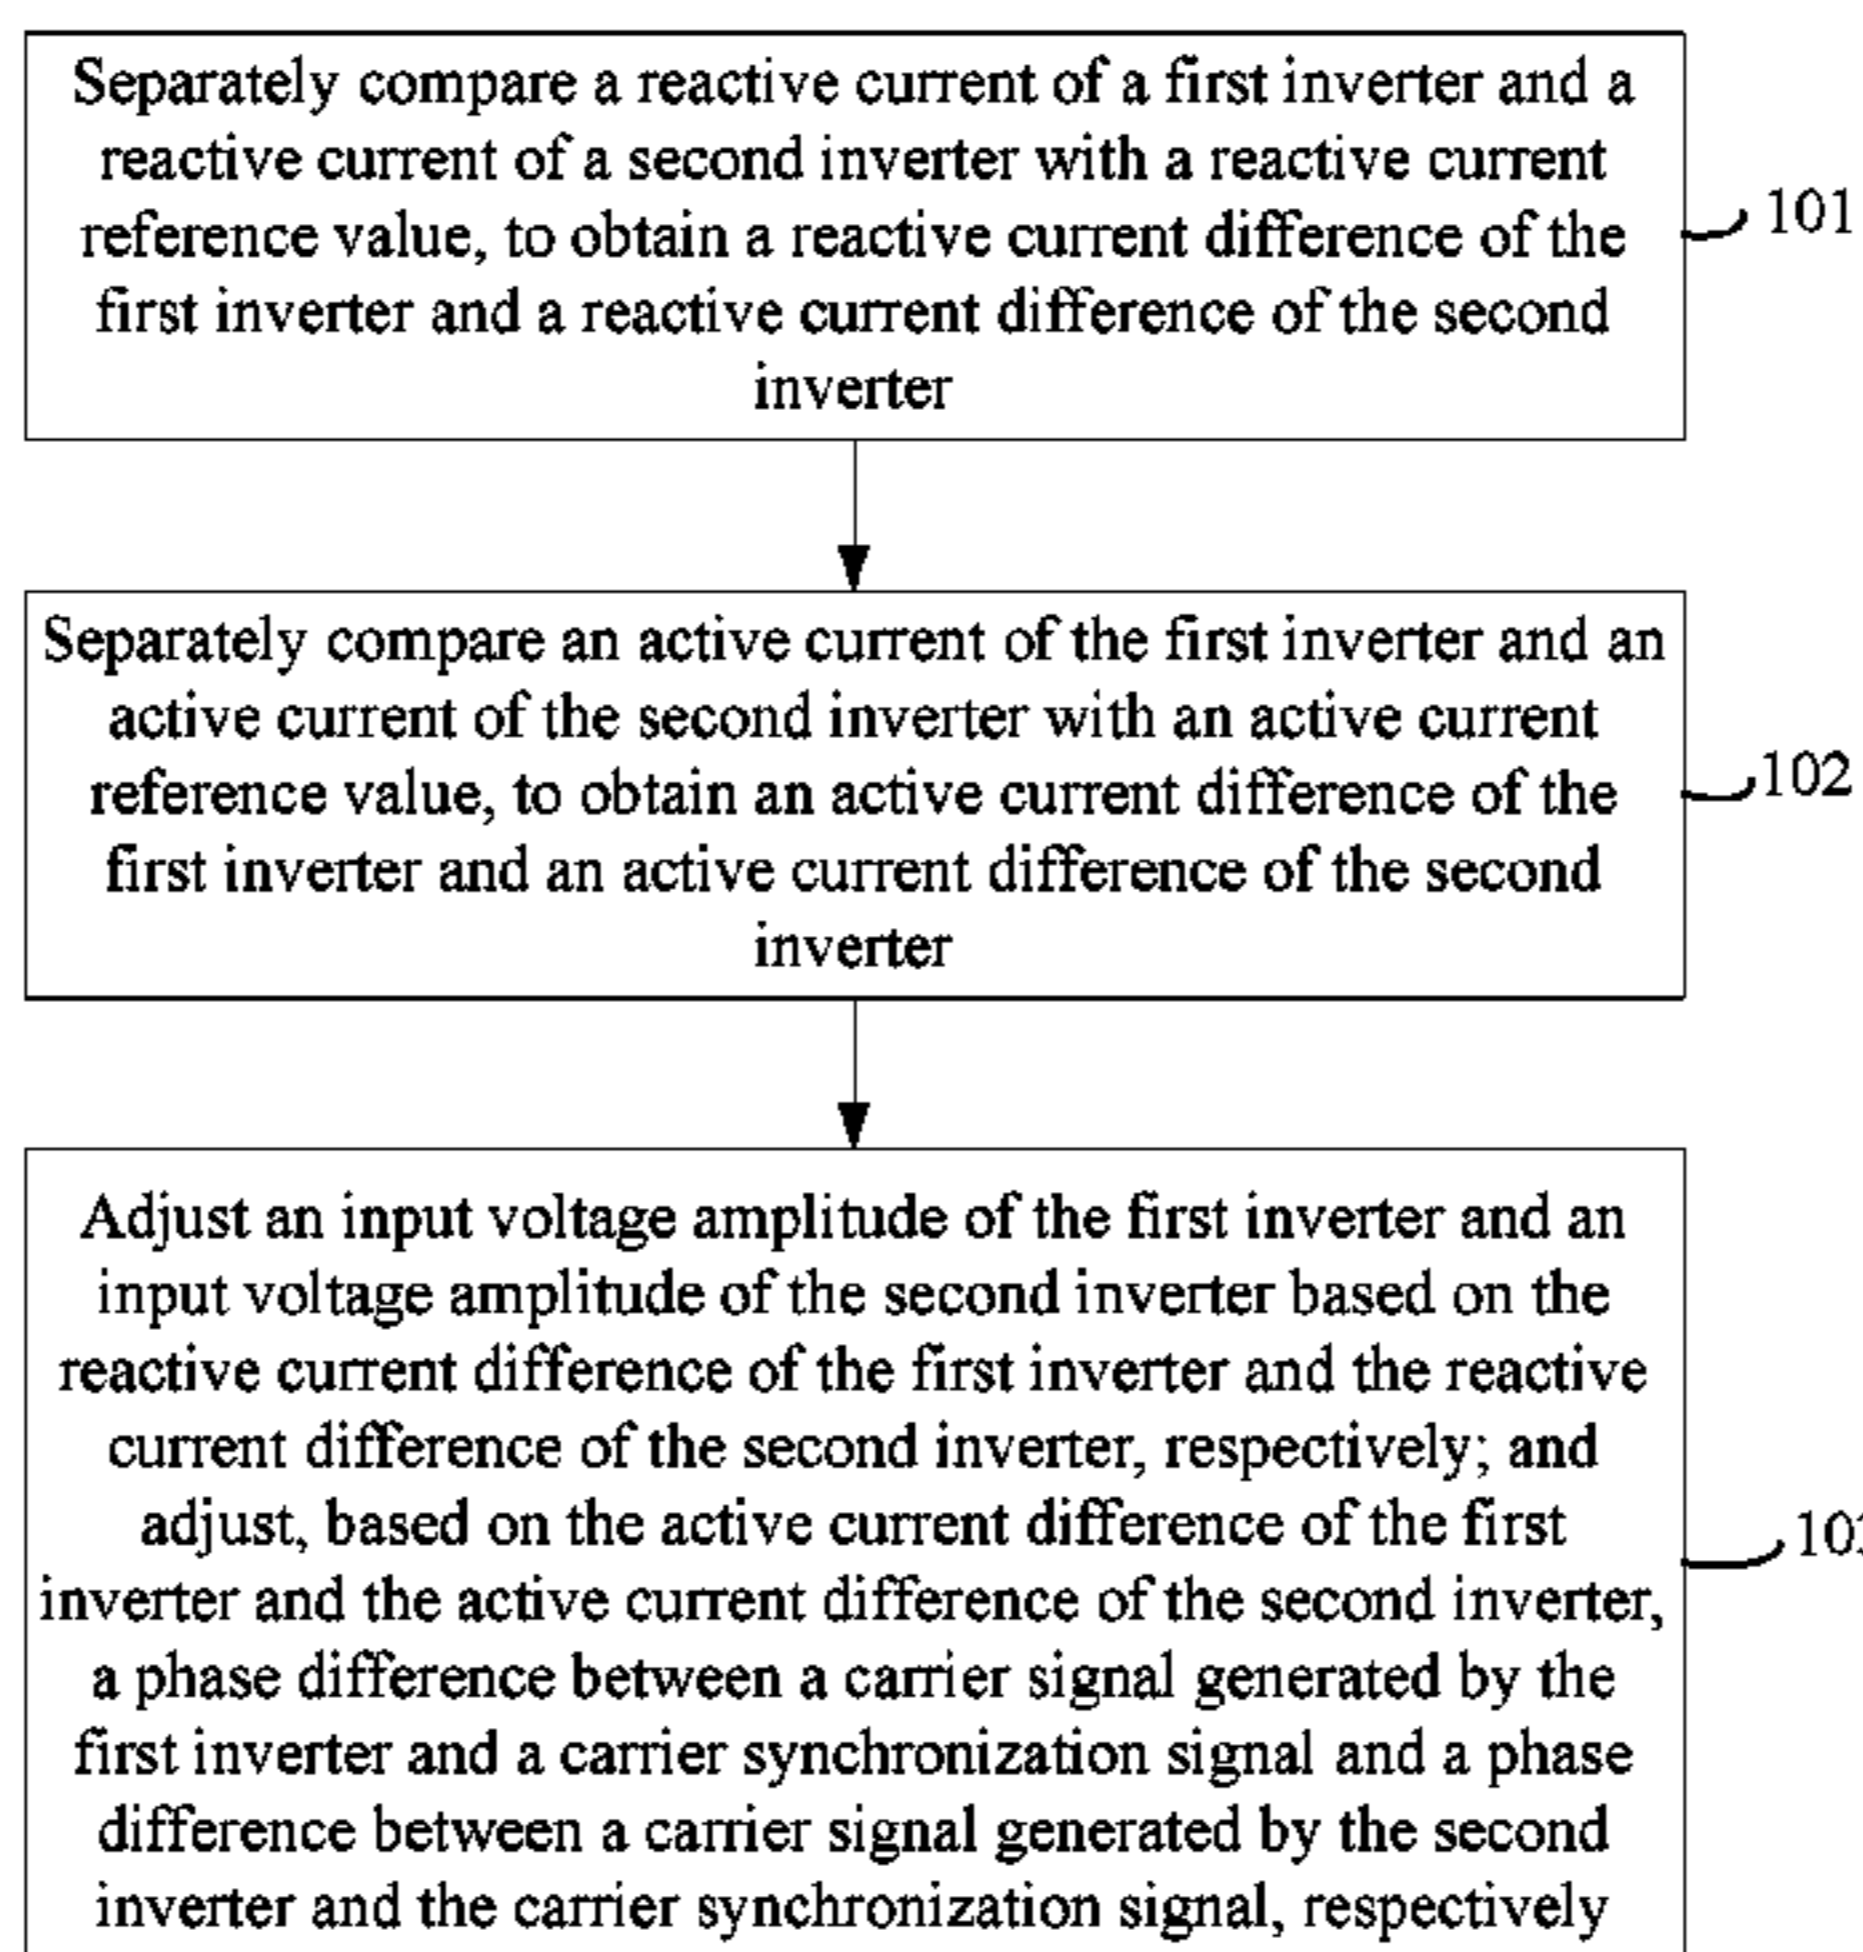 Separately compare a reactive current of a first inverter and a
reactive current of a second inverter with a reactive current
reference value, to obtain a reactive current difference of the
first inverter and a reactive current difference of the second
inverter
101
Separately compare an active current of the first inverter and an
active current of the second inverter with an active current
reference value, to obtain an active current difference of the
first inverter and an active current difference of the second
inverter
102
Adjust an input voltage amplitude of the first inverter and an
input voltage amplitude of the second inverter based on the
reactive current difference of the first inverter and the reactive
current difference of the second inverter, respectively; and
adjust, based on the active current difference of the first
inverter and the active current difference of the second inverter,
a phase difference between a carrier signal generated by the
first inverter and a carrier synchronization signal and a phase
difference between a carrier signal generated by the second
inverter and the carrier synchronization signal, respectively